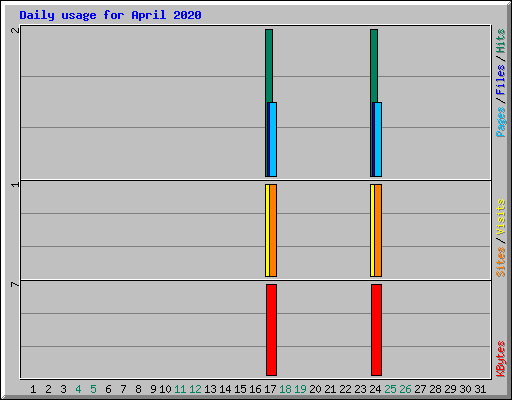 Daily usage for April 2020
2
1
7
Pages/Files/Hits
Sites/Visits
KBytes
1 2 3 4 5 6 7 8 9 10 11 12 13 14 15 16 17 18 19 20 21 22 23 24 25 26 27 28 29 30 31